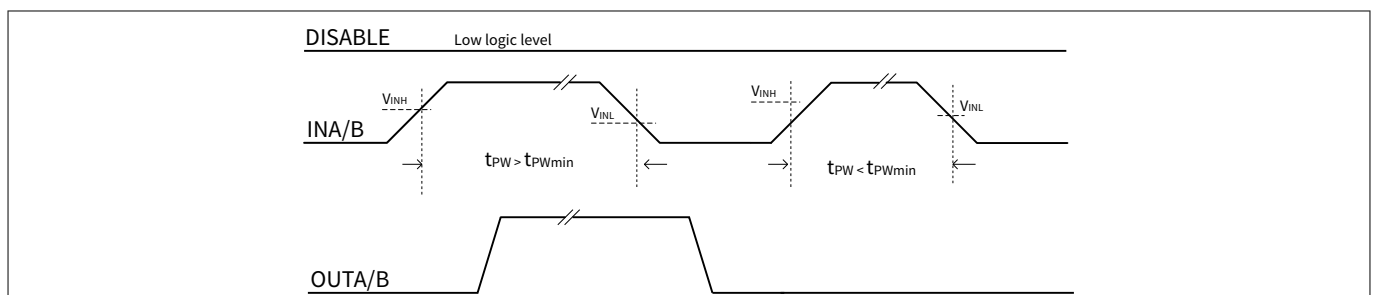 DISABLE Low logic level
VINH VINH
VINL VINL
INA/B
tPW > tPWmin tPW < tPWmin
OUTA/B